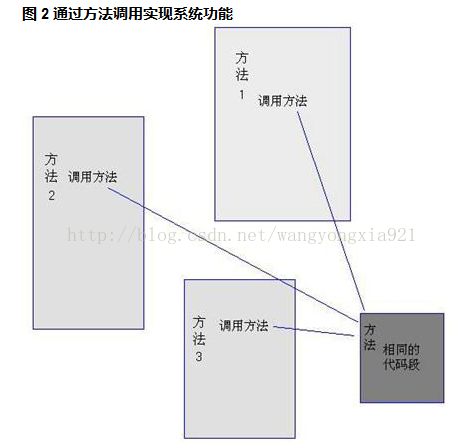 图 2 通过方法调用实现系统功能
方
法
1
调用方法
方
法
2
调用方法
http://blog.csdn.net/wangyongxia921
方
法
3
调用方法
方
法
相同的
代码段